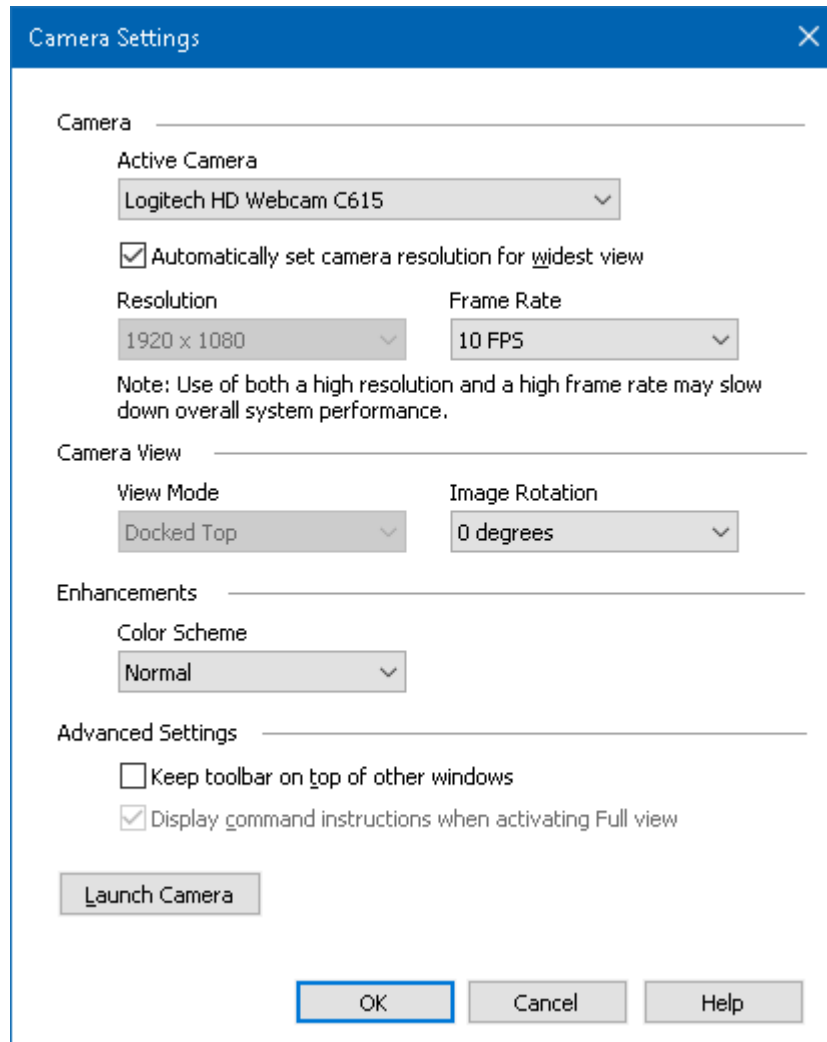 Camera Settings
Camera
Active Camera
Logitech HD Webcam C615
Automatically set camera resolution for widest view
Resolution Frame Rate
1920 x 1080 10 FPS
Note: Use of both a high resolution and a high frame rate may slow
down overall system performance.
Camera View
View Mode Image Rotation
Docked Top 0 degrees
Enhancements
Color Scheme
Normal
Advanced Settings
Keep toolbar on top of other windows
Display command instructions when activating Full view
Launch Camera
OK Cancel Help